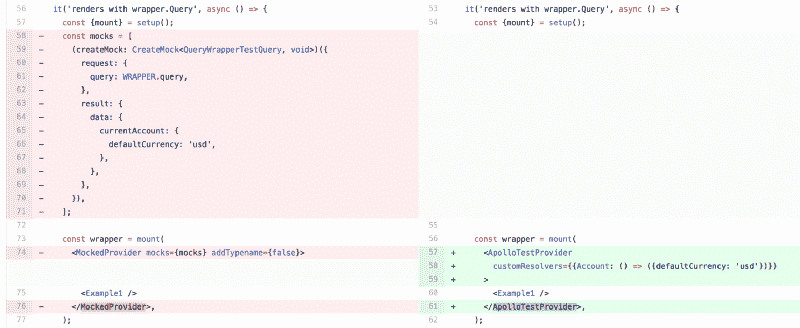 56 it('renders with wrapper.Query', async () => {
57 const {mount} = setup();
58 - const mocks = [
59 - (createMock: CreateMock<QueryWrapperTestQuery, void>)({
60 - request: {
61 - query: WRAPPER.query,
62 - },
63 - result: {
64 - data: {
65 - currentAccount: {
66 - defaultCurrency: 'usd',
67 - },
68 - },
69 - },
70 - }),
71 - ];
72
73 const wrapper = mount(
74 - <MockedProvider mocks={mocks} addTypename={false}>
75 <Example1 />
76 - </MockedProvider>,
77 );
53 it('renders with wrapper.Query', async () => {
54 const {mount} = setup();
55
56 const wrapper = mount(
57 + <ApolloTestProvider
58 + customResolvers={{Account: () => ({defaultCurrency: 'usd'})}}
59 + >
60 <Example1 />
61 + </ApolloTestProvider>,
62 );